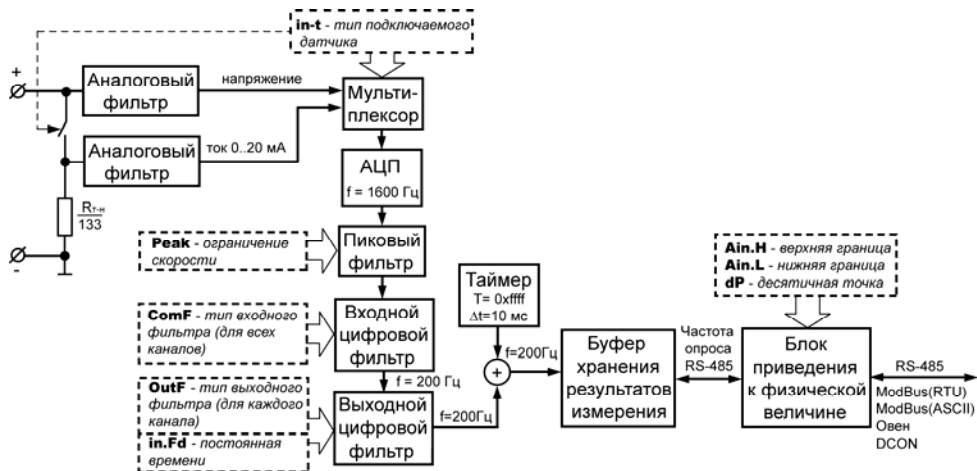 in-t - тип подключаемого
датчика
+
Аналоговый
фильтр
напряжение
Мульти-
плексор
Аналоговый
фильтр
ток 0..20 мА
АЦП
f = 1600 Гц
Rт-н
133
-
Peak - ограничение
скорости
Пиковый
фильтр
ComF - тип входного
фильтра (для всех
каналов)
Входной
цифровой
фильтр
f = 200 Гц
OutF - тип выходного
фильтра (для каждого
канала)
in.Fd - постоянная
времени
Выходной
цифровой
фильтр
f=200Гц
Таймер
T= 0xffff
Δt=10 мс
+
f=200Гц
Буфер
хранения
результатов
измерения
Частота
опроса
RS-485
Ain.H - верхняя граница
Ain.L - нижняя граница
dP - десятичная точка
Блок
приведения
к физической
величине
RS-485
ModBus(RTU)
ModBus(ASCII)
Овен
DCON